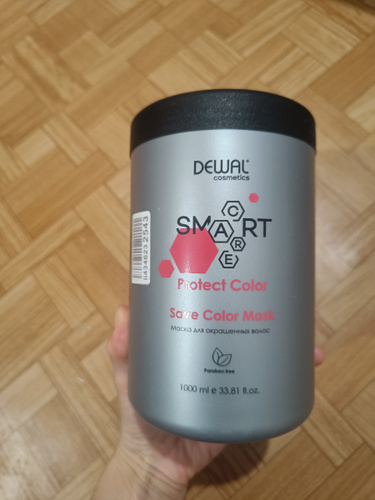 DEWAL
cosmetics
SMART
CARE
Protect Color
Save Color Mask
Маска для окрашенных волос
Paraben free
1000 ml e 33.81 fl.oz.